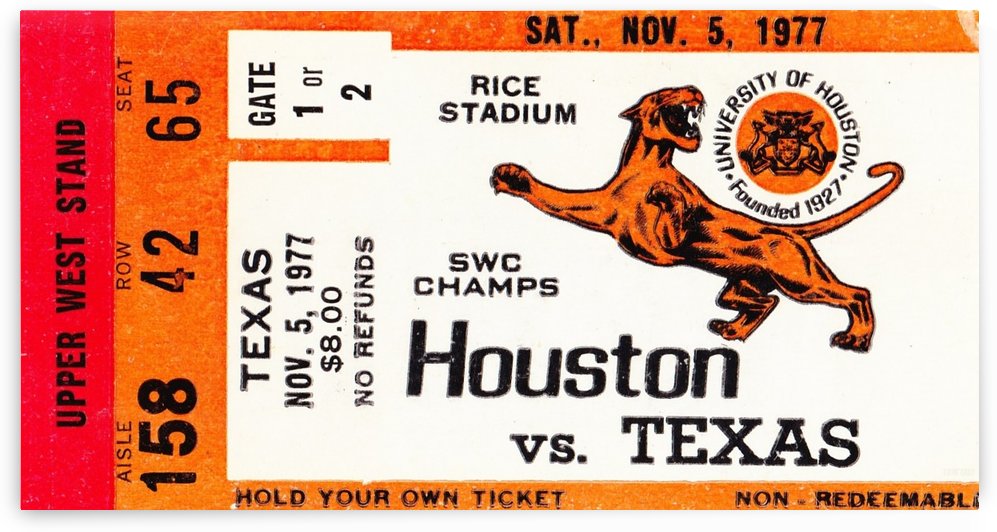 UPPER WEST STAND
AISLE 158
ROW 42
SEAT 65
GATE
1 or
2
TEXAS
NOV. 5, 1977
$8.00
NO REFUNDS
SAT., NOV. 5, 1977
RICE
STADIUM
• UNIVERSITY OF HOUSTON •
Founded 1927
SWC
CHAMPS
Houston
vs. TEXAS
HOLD YOUR OWN TICKET
NON - REDEEMABL